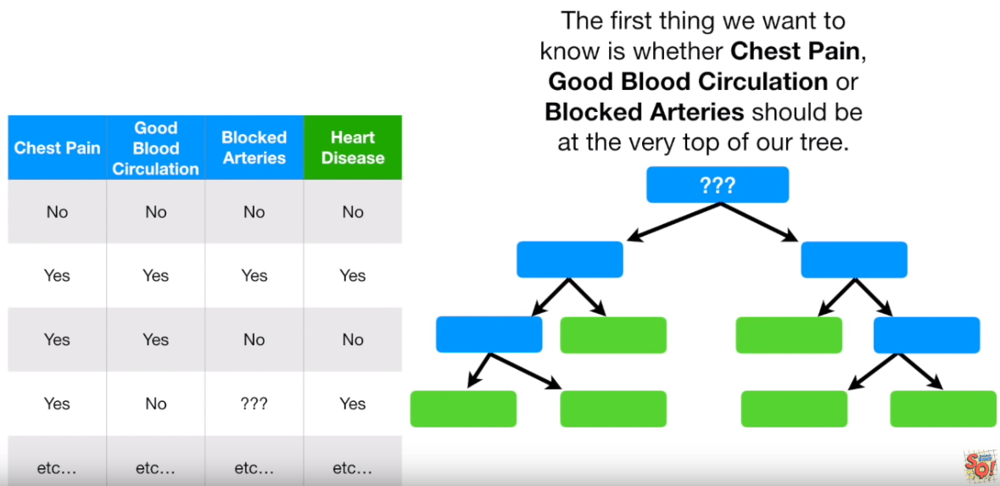 The first thing we want to
know is whether Chest Pain,
Good Blood Circulation or
Blocked Arteries should be
at the very top of our tree.
Chest Pain
Good
Blood
Circulation
Blocked
Arteries
Heart
Disease
No No No No
Yes Yes Yes Yes
Yes Yes No No
Yes No ??? Yes
etc... etc... etc... etc...
???
SQ!